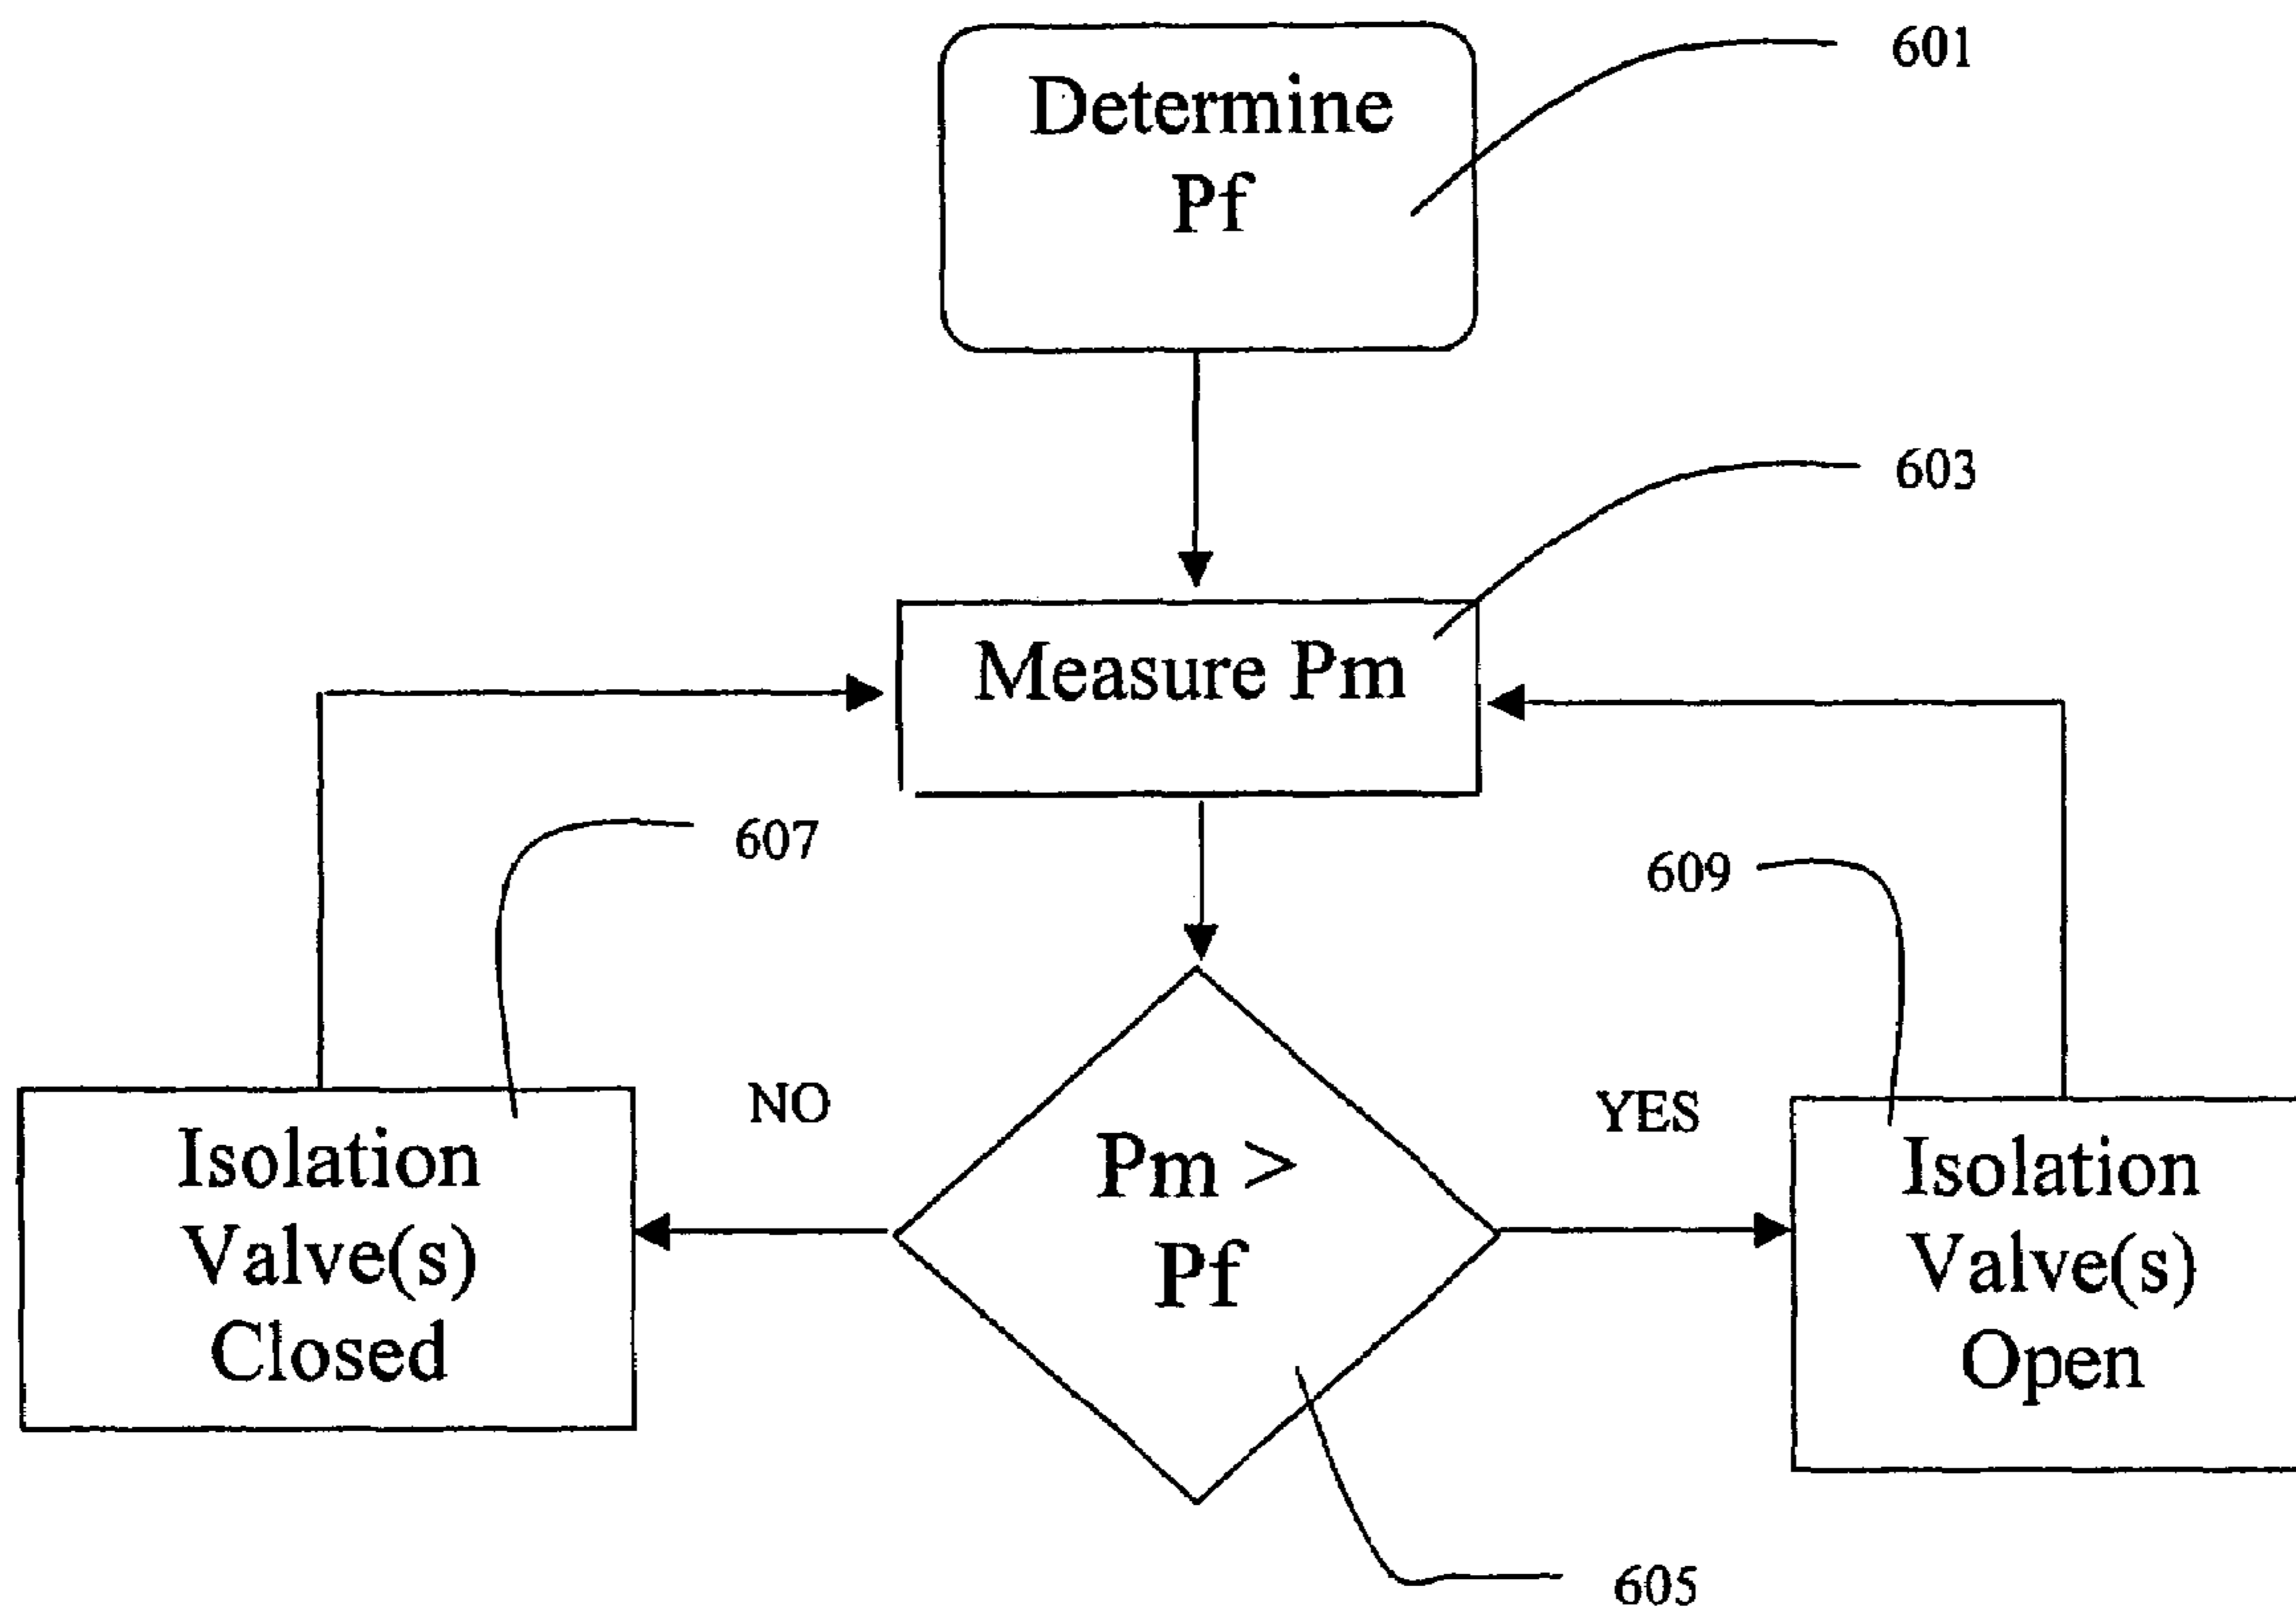 601
Determine
Pf
603
Measure Pm
607
609
NO
YES
Isolation
Valve(s)
Closed
Pm >
Pf
Isolation
Valve(s)
Open
605